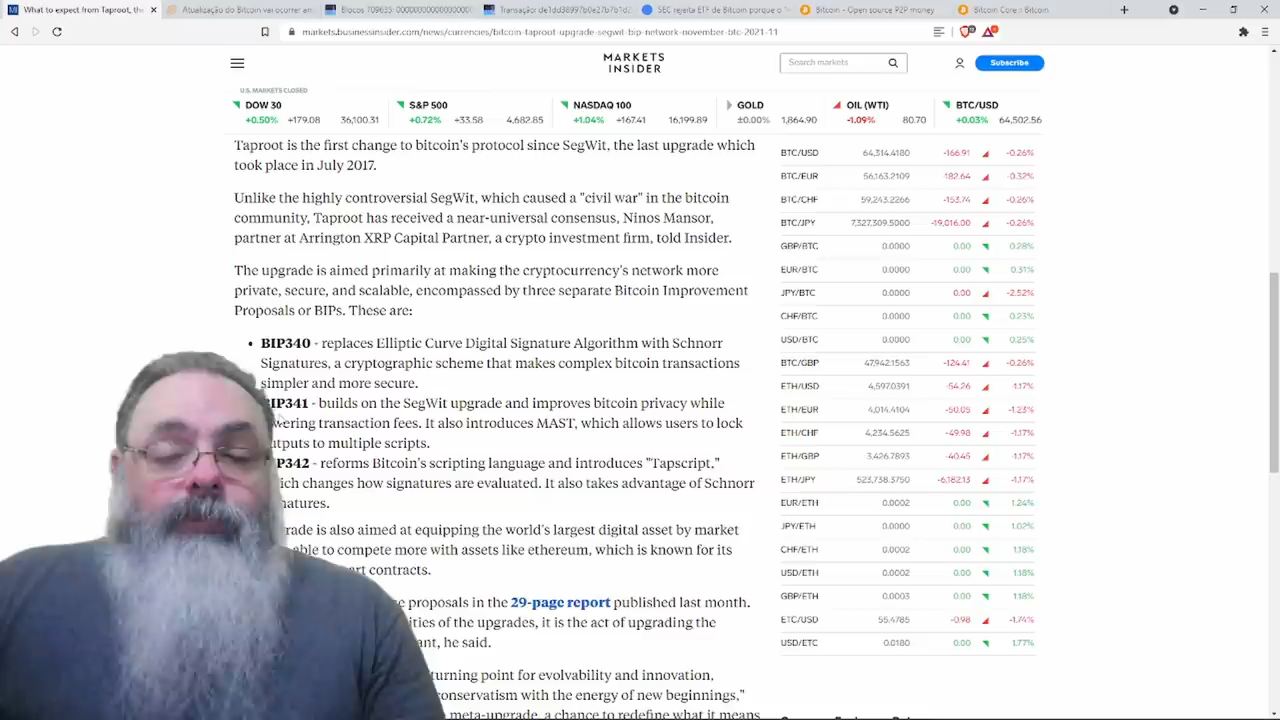 What to expect from Taproot, the
Atualização do Bitcoin vai ocorrer am
SEC rejeita ETF de Bitcoin porque o
Bitcoin - Open source P2P money
Bitcoin Core :: Bitcoin
markets.businessinsider.com/news/currencies/bitcoin-taproot-upgrade-segwit-bip-network-november-btc-2021-11
MARKETS
INSIDER
Search markets
Subscribe
U.S. MARKETS CLOSED
DOW 30 S&P 500 NASDAQ 100 GOLD OIL (WTI) BTC/USD
+0.50% +179.08 36,100.31 +0.72% +33.58 4,682.85 +1.04% +167.41 16,199.89 ±0.00% 1,864.90 -1.09% 80.70 +0.03% 64,502.56
Taproot is the first change to bitcoin's protocol since SegWit, the last upgrade which
took place in July 2017.
Unlike the highly controversial SegWit, which caused a "civil war" in the bitcoin
community, Taproot has received a near-universal consensus, Ninos Mansor,
partner at Arrington XRP Capital Partner, a crypto investment firm, told Insider.
The upgrade is aimed primarily at making the cryptocurrency's network more
private, secure, and scalable, encompassed by three separate Bitcoin Improvement
Proposals or BIPs. These are:
• BIP340 - replaces Elliptic Curve Digital Signature Algorithm with Schnorr
Signatures, a cryptographic scheme that makes complex bitcoin transactions
simpler and more secure.
IP341 - builds on the SegWit upgrade and improves bitcoin privacy while
ering transaction fees. It also introduces MAST, which allows users to lock
tputs to multiple scripts.
P342 - reforms Bitcoin's scripting language and introduces "Tapscript,"
ich changes how signatures are evaluated. It also takes advantage of Schnorr
natures.
grade is also aimed at equipping the world's largest digital asset by market
able to compete more with assets like ethereum, which is known for its
art contracts.
e proposals in the 29-page report published last month.
ities of the upgrades, it is the act of upgrading the
ant, he said.
turning point for evolvability and innovation,
conservatism with the energy of new beginnings,"
meta-upgrade, a chance to redefine what it means
BTC/USD 64,314.4180 -166.91 -0.26%
BTC/EUR 56,163.2109 -182.64 -0.32%
BTC/CHF 59,243.2266 -153.74 -0.26%
BTC/JPY 7,327,309.5000 -19,016.00 -0.26%
GBP/BTC 0.0000 0.00 0.28%
EUR/BTC 0.0000 0.00 0.31%
JPY/BTC 0.0000 0.00 -2.52%
CHF/BTC 0.0000 0.00 0.23%
USD/BTC 0.0000 0.00 0.25%
BTC/GBP 47,942.1563 -124.41 -0.26%
ETH/USD 4,597.0391 -54.26 -1.17%
ETH/EUR 4,014.4104 -50.05 -1.23%
ETH/CHF 4,234.5625 -49.98 -1.17%
ETH/GBP 3,426.7893 -40.45 -1.17%
ETH/JPY 523,738.3750 -6,182.13 -1.17%
EUR/ETH 0.0002 0.00 1.24%
JPY/ETH 0.0000 0.00 1.02%
CHF/ETH 0.0002 0.00 1.18%
USD/ETH 0.0002 0.00 1.18%
GBP/ETH 0.0003 0.00 1.18%
ETC/USD 55.4785 -0.98 -1.74%
USD/ETC 0.0180 0.00 1.77%